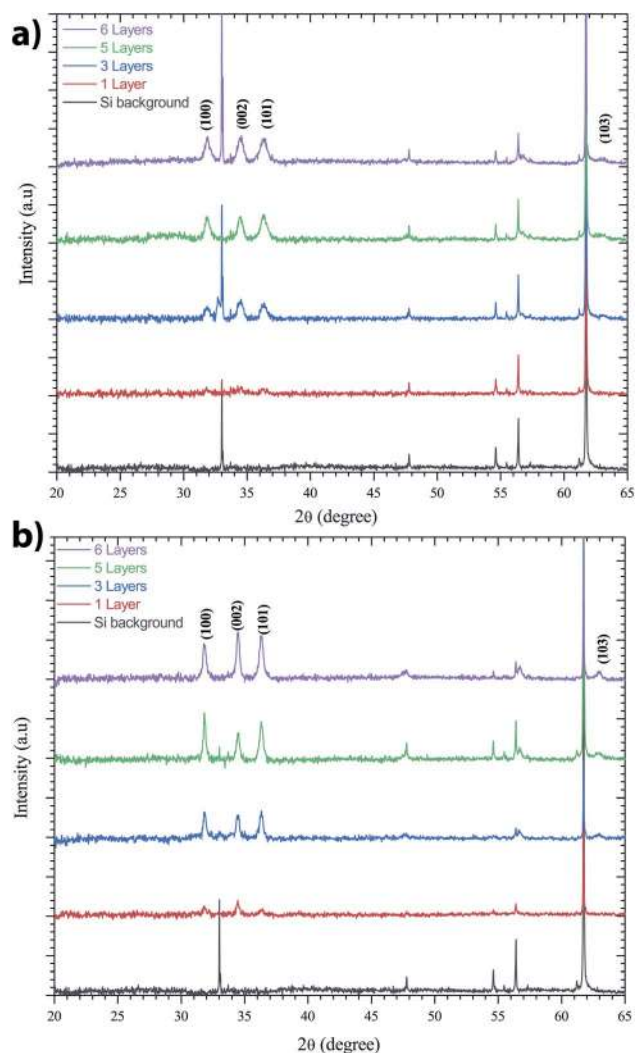 a)
6 Layers
5 Layers
3 Layers
1 Layer
Si background
(100)
(002)
(101)
(103)
Intensity (a.u)
20 25 30 35 40 45 50 55 60 65
2θ (degree)
b)
6 Layers
5 Layers
3 Layers
1 Layer
Si background
(100)
(002)
(101)
(103)
Intensity (a.u)
20 25 30 35 40 45 50 55 60 65
2θ (degree)